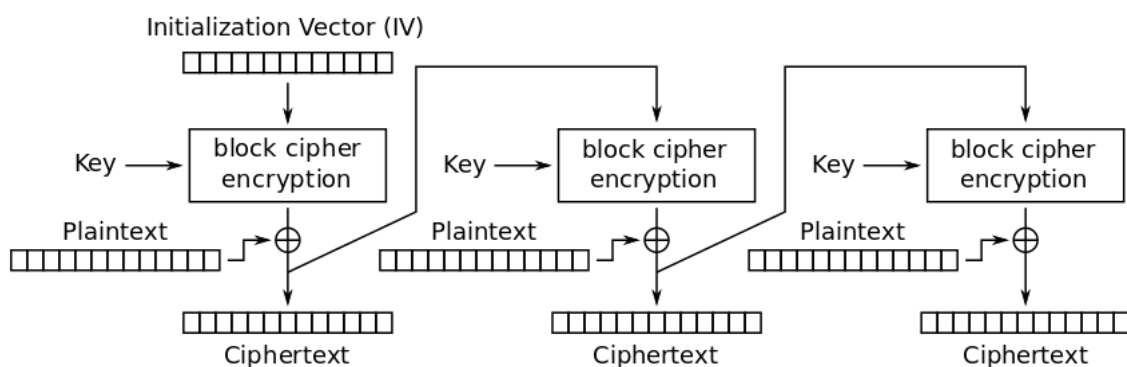 Initialization Vector (IV)
Key
block cipher
encryption
Key
block cipher
encryption
Key
block cipher
encryption
Plaintext
Plaintext
Plaintext
Ciphertext
Ciphertext
Ciphertext